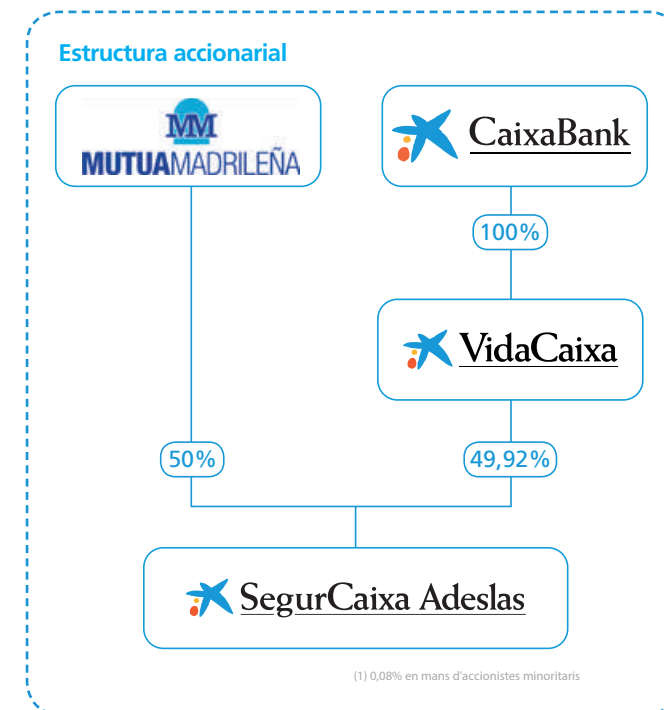 Estructura accionarial
MM
MUTUAMADRILEÑA
CaixaBank
100%
VidaCaixa
50%
49,92%
SegurCaixa Adeslas
(1) 0,08% en mans d'accionistes minoritaris